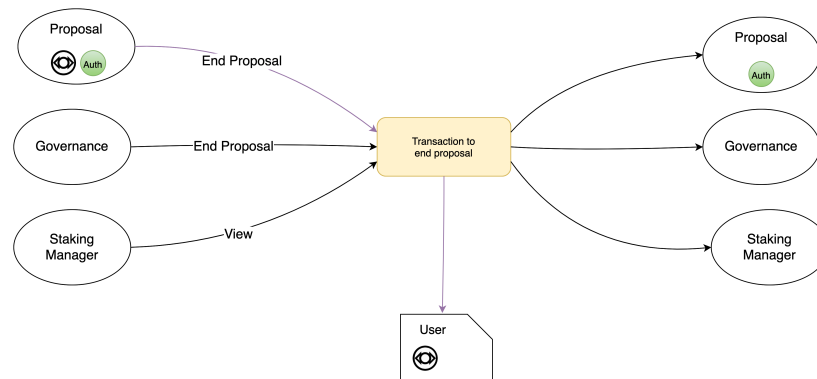 Proposal
Auth
End Proposal
Governance
End Proposal
Staking
Manager
View
Transaction to
end proposal
Proposal
Auth
Governance
Staking
Manager
User